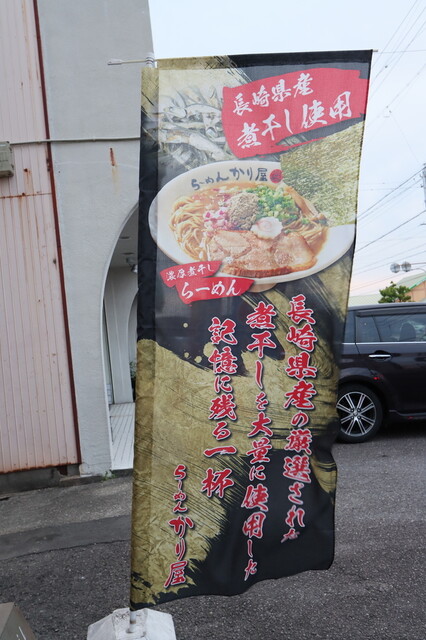 長崎県産
煮干し使用
らーめんかり屋
濃厚煮干し
らーめん
長崎県産の厳選された
煮干しを大量に使用した
記憶に残る一杯
らーめんかり屋